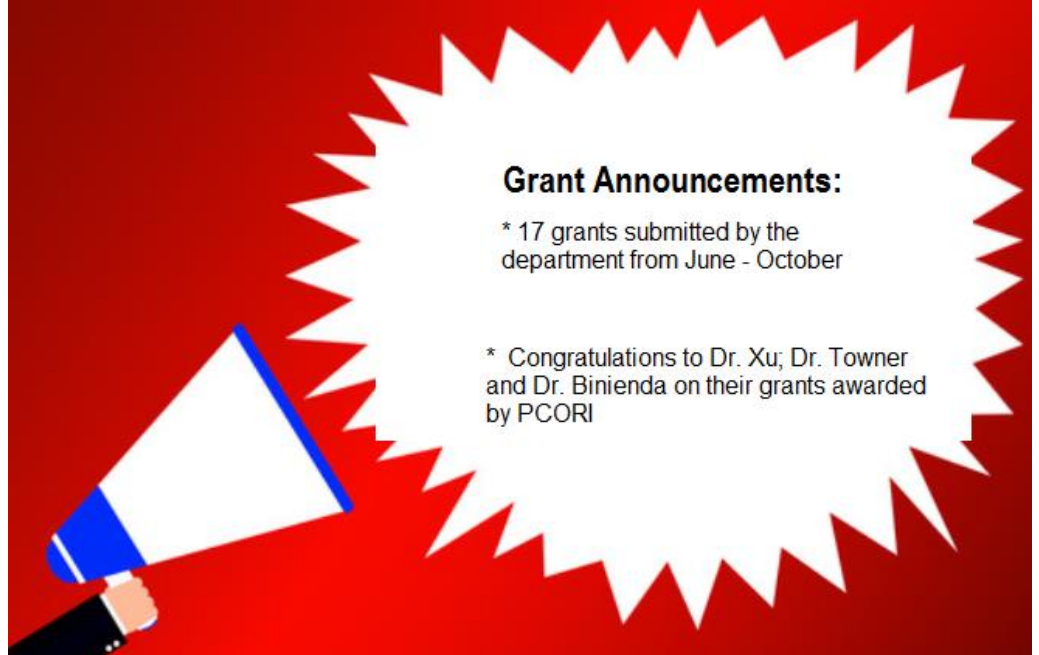 Grant Announcements:
* 17 grants submitted by the
department from June - October
* Congratulations to Dr. Xu; Dr. Towner
and Dr. Binienda on their grants awarded
by PCORI